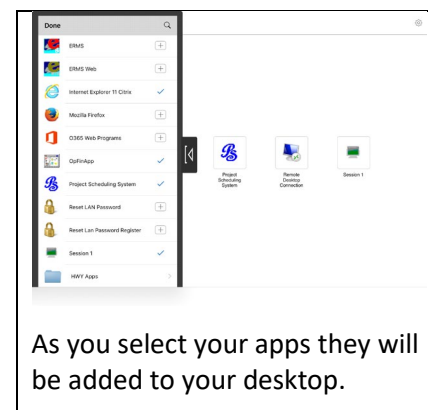 Done
ERMS
ERMS Web
Internet Explorer 11 Citrix
Mozilla Firefox
O365 Web Programs
OpFinApp
Project Scheduling System
Reset LAN Password
Reset Lan Password Register
Session 1
HWY Apps
Project
Scheduling
System
Remote
Desktop
Connection
Session 1
As you select your apps they will
be added to your desktop.